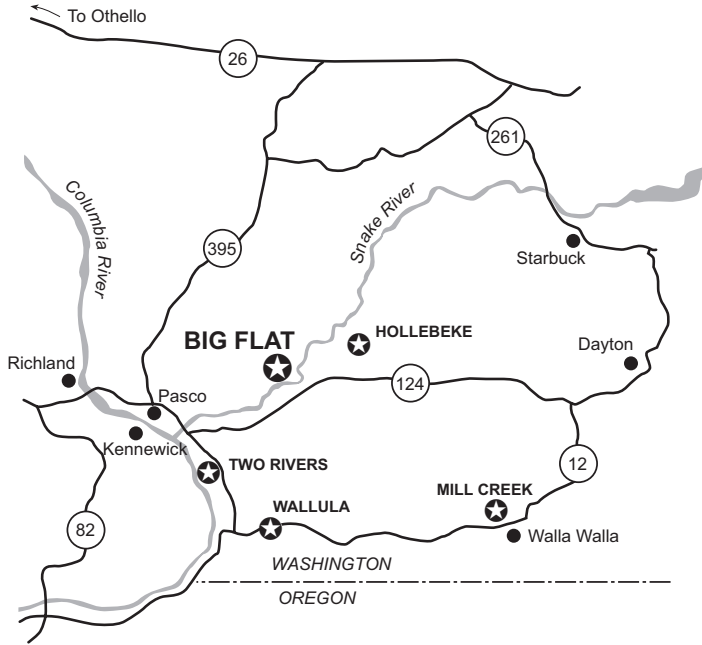 To Othello
26
261
Columbia River
Snake River
395
Starbuck
BIG FLAT
HOLLEBEKE
Richland
Dayton
124
Pasco
Kennewick
TWO RIVERS
12
MILL CREEK
WALLULA
82
Walla Walla
WASHINGTON
OREGON